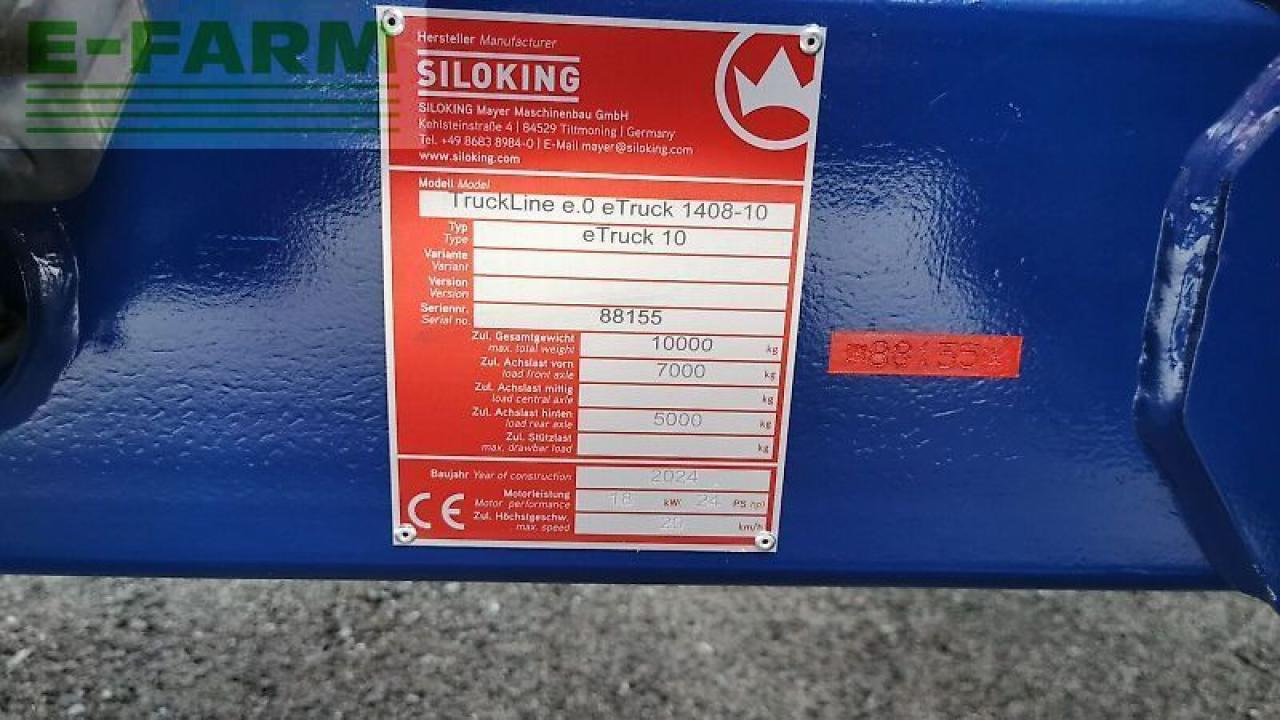 E-FARM
Hersteller Manufacturer
SILOKING
SILOKING Mayer Maschinenbau GmbH
Kehlsteinstraße 4 | 84529 Tittmoning | Germany
Tel. +49 8683 8984-0 | E-Mail mayer@siloking.com
www.siloking.com
Modell Model
TruckLine e.0 eTruck 1408-10
Typ
Type
eTruck 10
Variante
Variant
Version
Version
Seriennr.
Serial no.
88155
Zul. Gesamtgewicht
max. total weight
10000 kg
Zul. Achslast vorn
load front axle
7000 kg
Zul. Achslast mittig
load central axle
kg
Zul. Achslast hinten
load rear axle
5000 kg
Zul. Stützlast
max. drawbar load
kg
Baujahr Year of construction
2024
Motorleistung
Motor performance
18 kW 24 PS (hp)
Zul. Höchstgeschw.
max. speed
km/h
CE
88155